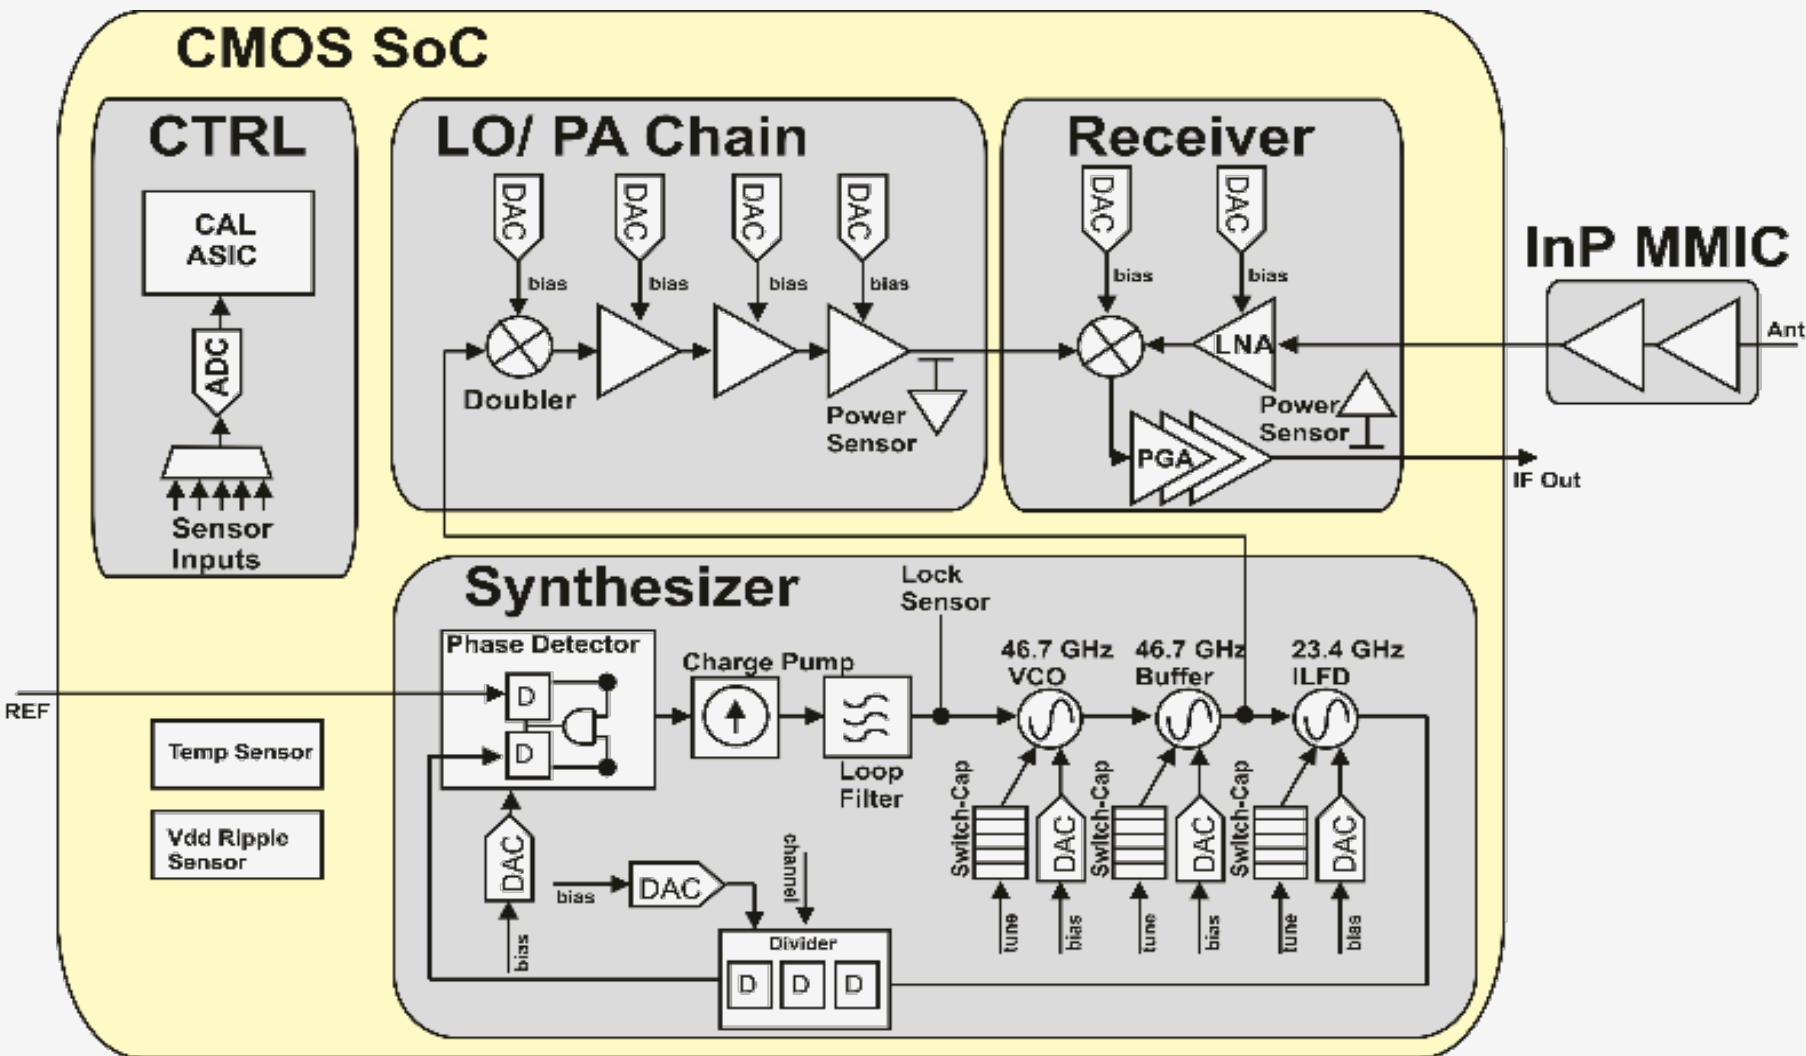 CMOS SoC
CTRL
CAL
ASIC
ADC
Sensor
Inputs
LO/ PA Chain
DAC
DAC
DAC
DAC
bias
bias
bias
bias
Doubler
Power
Sensor
Receiver
DAC
DAC
bias
bias
LNA
Power
Sensor
PGA
InP MMIC
Ant
IF Out
Synthesizer
Lock
Sensor
Phase Detector
D
D
Charge Pump
Loop
Filter
46.7 GHz
VCO
46.7 GHz
Buffer
23.4 GHz
ILFD
REF
Temp Sensor
Vdd Ripple
Sensor
DAC
bias
bias
DAC
channel
Divider
D
D
D
Switch-Cap
DAC
tune
bias
Switch-Cap
DAC
tune
bias
Switch-Cap
DAC
tune
bias